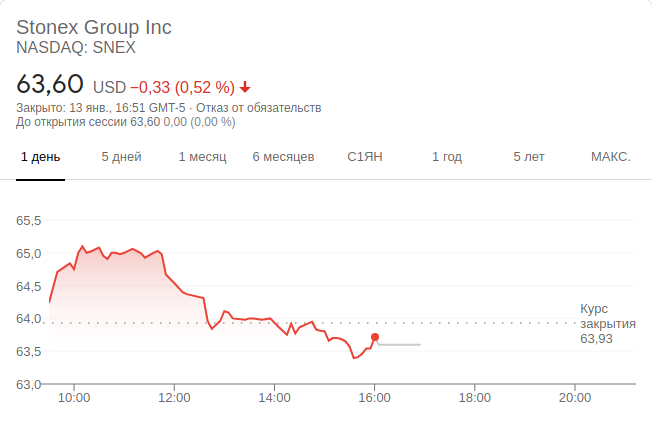 Stonex Group Inc
NASDAQ: SNEX
63,60 USD −0,33 (0,52 %)
Закрыто: 13 янв., 16:51 GMT-5 · Отказ от обязательств
До открытия сессии 63,60 0,00 (0,00 %)
1 день 5 дней 1 месяц 6 месяцев С1ЯН 1 год 5 лет МАКС.
65,5
65,0
64,5
64,0
63,5
63,0
Курс
закрытия
63,93
10:00 12:00 14:00 16:00 18:00 20:00